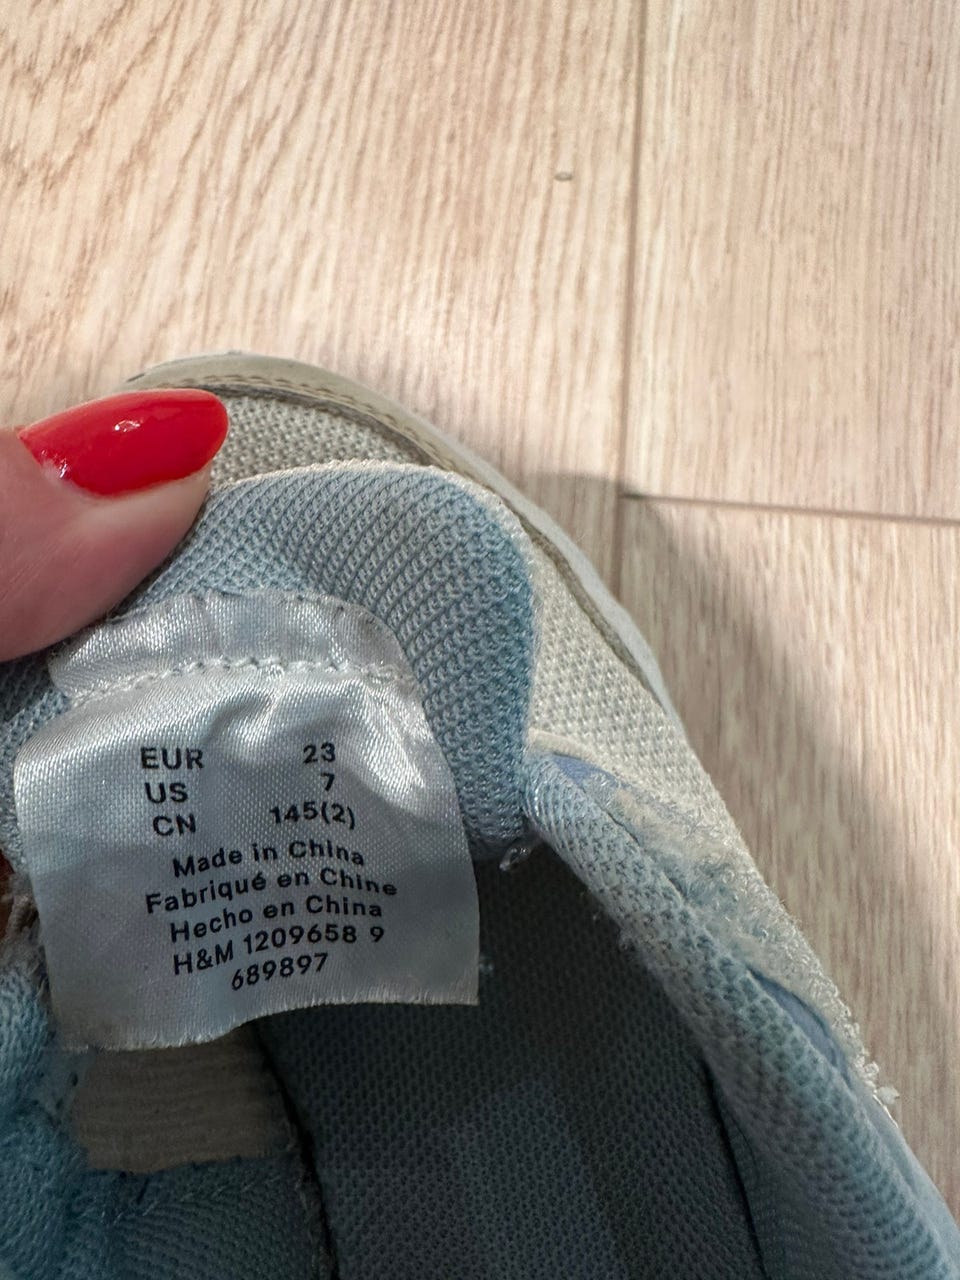 EUR 23
US 7
CN 145(2)
Made in China
Fabriqué en Chine
Hecho en China
H&M 1209658 9
689897